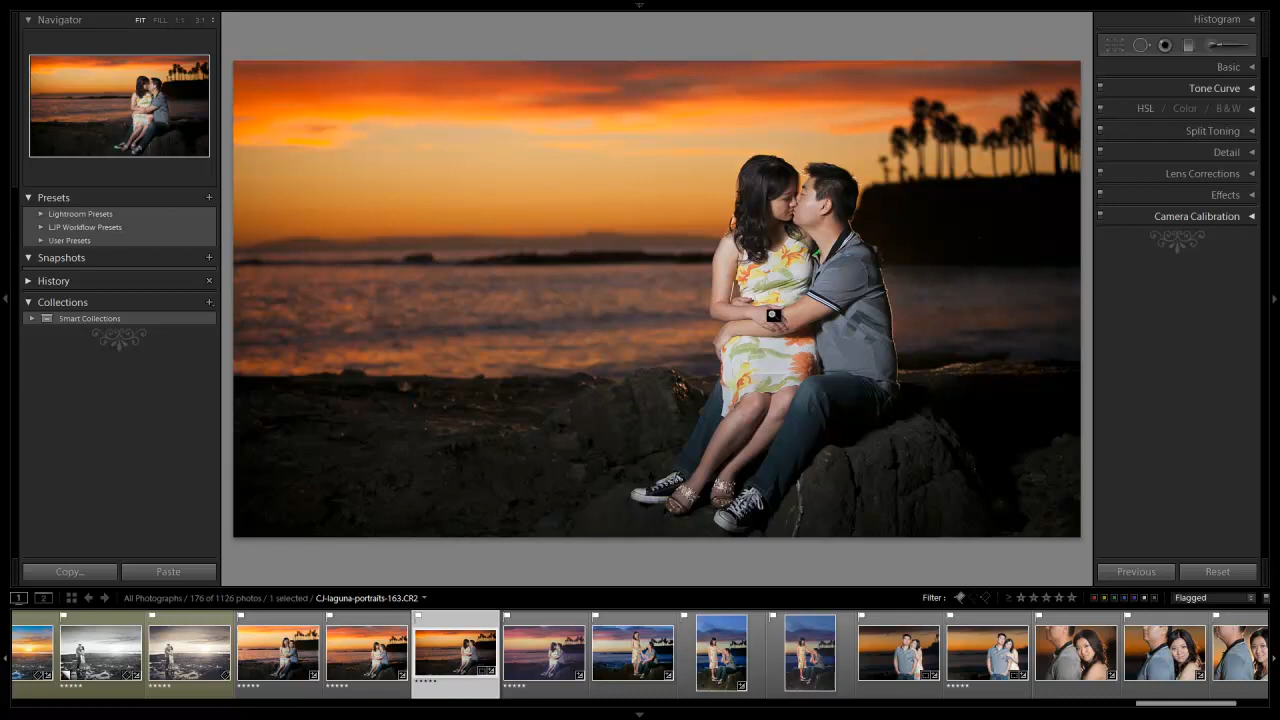 Navigator
FIT FILL 1:1 3:1
Histogram
Basic
Tone Curve
HSL / Color / B & W
Split Toning
Detail
Lens Corrections
Effects
Camera Calibration
Presets
Lightroom Presets
LJP Workflow Presets
User Presets
Snapshots
History
Collections
Smart Collections
Copy... Paste
Previous Reset
1 2 All Photographs / 176 of 1126 photos / 1 selected / CJ-laguna-portraits-163.CR2
Filter : Flagged